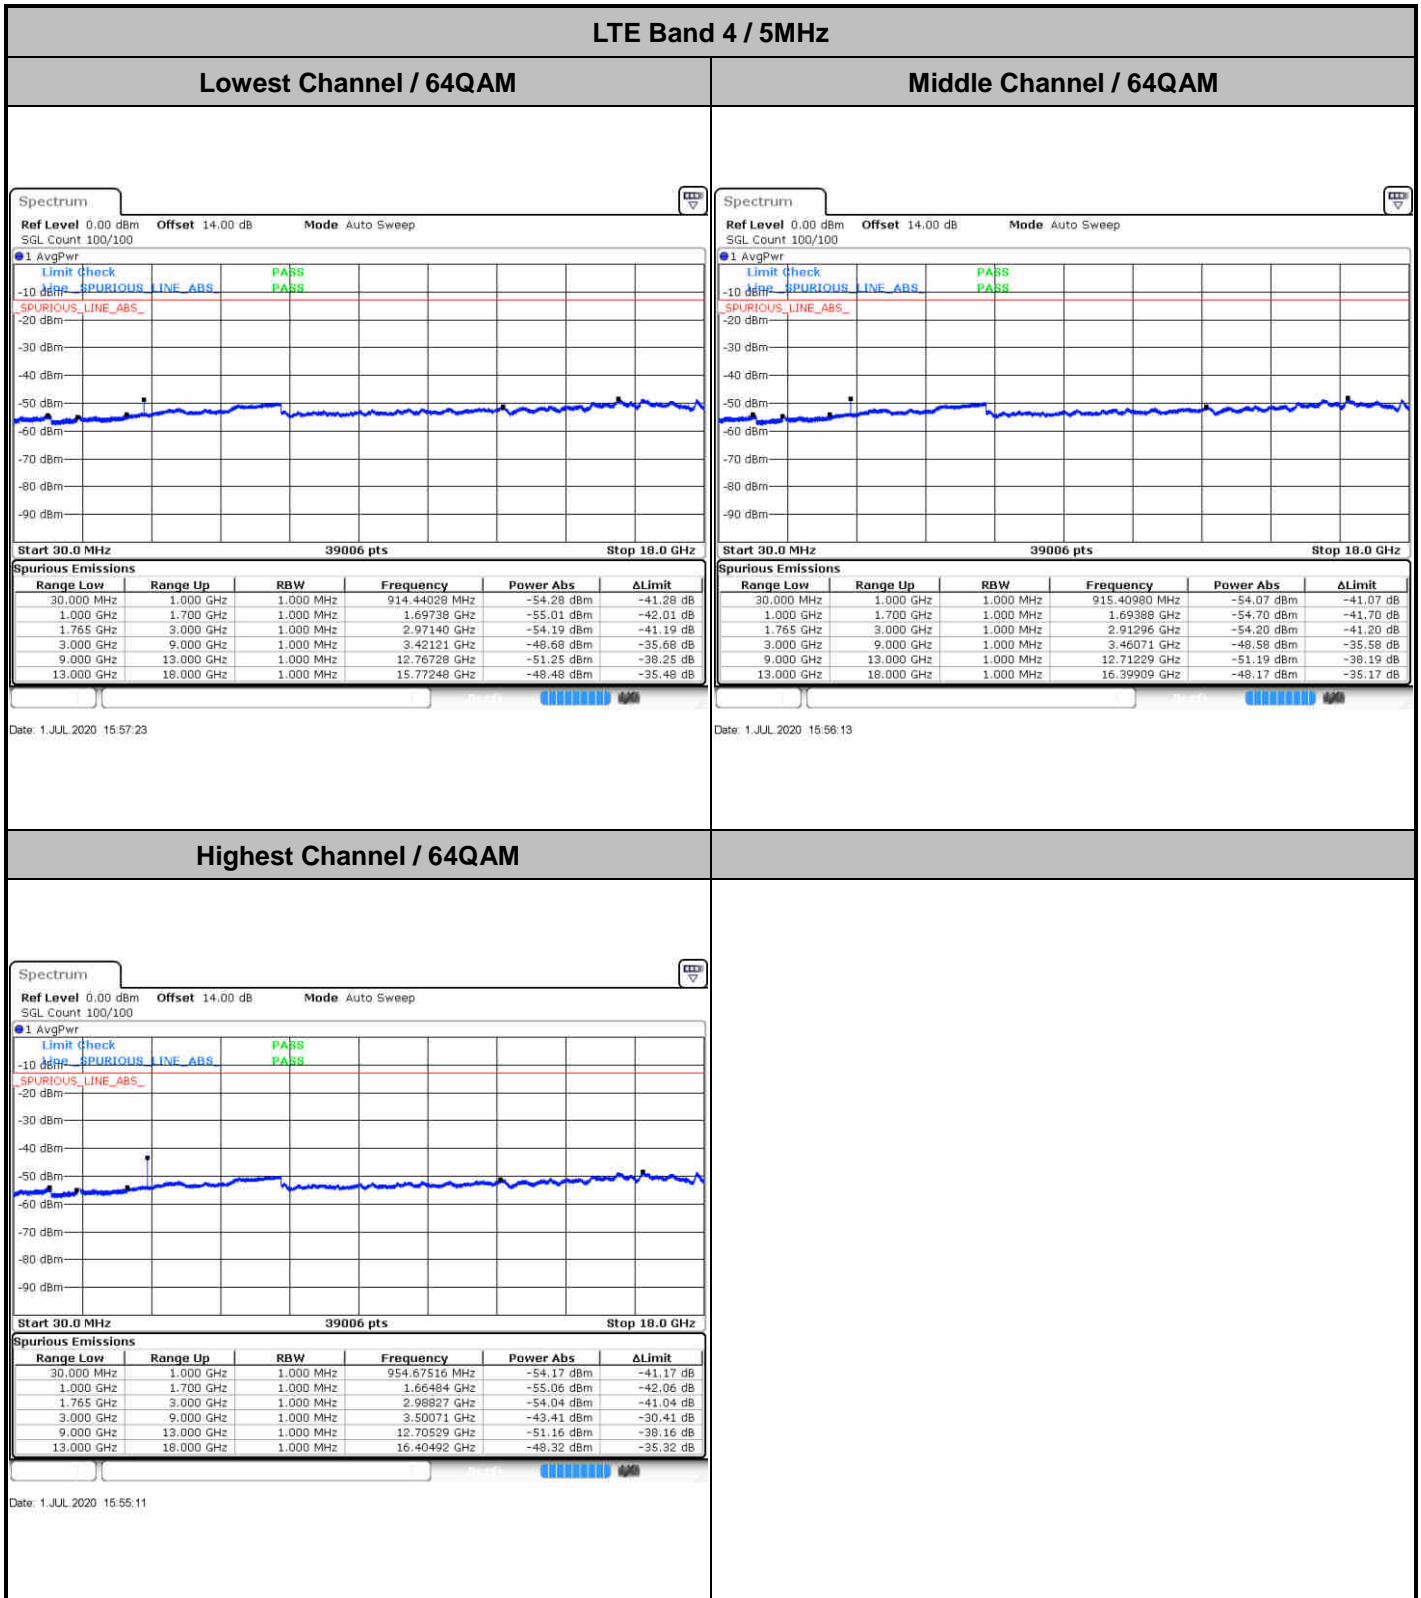 LTE Band 4 / 5MHz
Lowest Channel / 64QAM
Middle Channel / 64QAM
Spectrum
Ref Level 0.00 dBm Offset 14.00 dB Mode Auto Sweep
SGL Count 100/100
1 AvgPwr
Limit Check PASS
Line _SPURIOUS_LINE_ABS_ PASS
-10 dBm
_SPURIOUS_LINE_ABS_
-20 dBm
-30 dBm
-40 dBm
-50 dBm
-60 dBm
-70 dBm
-80 dBm
-90 dBm
Start 30.0 MHz 39006 pts Stop 18.0 GHz
Spurious Emissions
Range Low Range Up RBW Frequency Power Abs ΔLimit
30.000 MHz 1.000 GHz 1.000 MHz 914.44028 MHz -54.28 dBm -41.28 dB
1.000 GHz 1.700 GHz 1.000 MHz 1.69738 GHz -55.01 dBm -42.01 dB
1.765 GHz 3.000 GHz 1.000 MHz 2.97140 GHz -54.19 dBm -41.19 dB
3.000 GHz 9.000 GHz 1.000 MHz 3.42121 GHz -48.68 dBm -35.68 dB
9.000 GHz 13.000 GHz 1.000 MHz 12.76728 GHz -51.25 dBm -38.25 dB
13.000 GHz 18.000 GHz 1.000 MHz 15.77248 GHz -48.48 dBm -35.48 dB
Date: 1.JUL.2020 15:57:23
Spectrum
Ref Level 0.00 dBm Offset 14.00 dB Mode Auto Sweep
SGL Count 100/100
1 AvgPwr
Limit Check PASS
Line _SPURIOUS_LINE_ABS_ PASS
-10 dBm
_SPURIOUS_LINE_ABS_
-20 dBm
-30 dBm
-40 dBm
-50 dBm
-60 dBm
-70 dBm
-80 dBm
-90 dBm
Start 30.0 MHz 39006 pts Stop 18.0 GHz
Spurious Emissions
Range Low Range Up RBW Frequency Power Abs ΔLimit
30.000 MHz 1.000 GHz 1.000 MHz 915.40980 MHz -54.07 dBm -41.07 dB
1.000 GHz 1.700 GHz 1.000 MHz 1.69388 GHz -54.70 dBm -41.70 dB
1.765 GHz 3.000 GHz 1.000 MHz 2.91296 GHz -54.20 dBm -41.20 dB
3.000 GHz 9.000 GHz 1.000 MHz 3.46071 GHz -48.58 dBm -35.58 dB
9.000 GHz 13.000 GHz 1.000 MHz 12.71229 GHz -51.19 dBm -38.19 dB
13.000 GHz 18.000 GHz 1.000 MHz 16.39909 GHz -48.17 dBm -35.17 dB
Date: 1.JUL.2020 15:56:13
Highest Channel / 64QAM
Spectrum
Ref Level 0.00 dBm Offset 14.00 dB Mode Auto Sweep
SGL Count 100/100
1 AvgPwr
Limit Check PASS
Line _SPURIOUS_LINE_ABS_ PASS
-10 dBm
_SPURIOUS_LINE_ABS_
-20 dBm
-30 dBm
-40 dBm
-50 dBm
-60 dBm
-70 dBm
-80 dBm
-90 dBm
Start 30.0 MHz 39006 pts Stop 18.0 GHz
Spurious Emissions
Range Low Range Up RBW Frequency Power Abs ΔLimit
30.000 MHz 1.000 GHz 1.000 MHz 954.67516 MHz -54.17 dBm -41.17 dB
1.000 GHz 1.700 GHz 1.000 MHz 1.66484 GHz -55.06 dBm -42.06 dB
1.765 GHz 3.000 GHz 1.000 MHz 2.98827 GHz -54.04 dBm -41.04 dB
3.000 GHz 9.000 GHz 1.000 MHz 3.50071 GHz -43.41 dBm -30.41 dB
9.000 GHz 13.000 GHz 1.000 MHz 12.70529 GHz -51.16 dBm -38.16 dB
13.000 GHz 18.000 GHz 1.000 MHz 16.40492 GHz -48.32 dBm -35.32 dB
Date: 1.JUL.2020 15:55:11